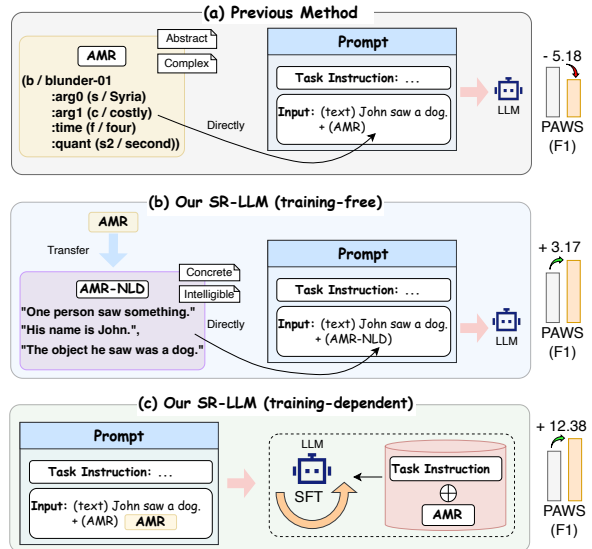 (a) Previous Method
AMR
Abstract
Complex
(b / blunder-01
:arg0 (s / Syria)
:arg1 (c / costly)
:time (f / four)
:quant (s2 / second))
Directly
Prompt
Task Instruction: ...
Input: (text) John saw a dog.
+ (AMR)
LLM
- 5.18
PAWS
(F1)
(b) Our SR-LLM (training-free)
AMR
Transfer
AMR-NLD
Concrete
Intelligible
"One person saw something."
"His name is John.",
"The object he saw was a dog."
Directly
Prompt
Task Instruction: ...
Input: (text) John saw a dog.
+ (AMR-NLD)
LLM
+ 3.17
PAWS
(F1)
(c) Our SR-LLM (training-dependent)
Prompt
Task Instruction: ...
Input: (text) John saw a dog.
+ (AMR) AMR
LLM
SFT
Task Instruction
AMR
+ 12.38
PAWS
(F1)